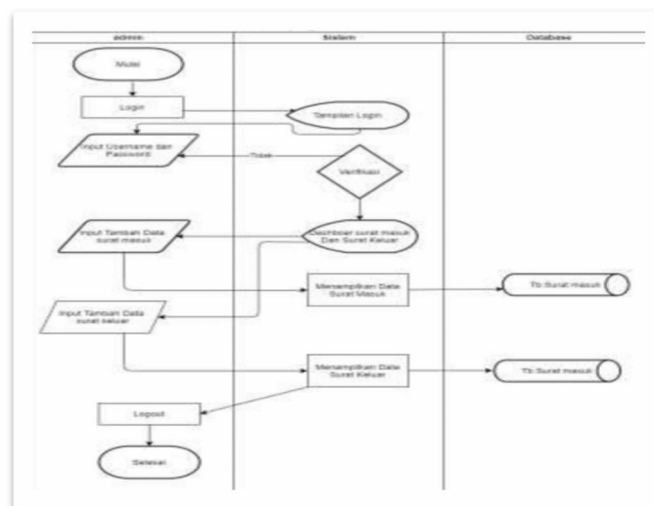 admin
Sistem
Database
Mulai
Login
Tampilan Login
Input Username dan
Password
Tidak
Verifikasi
Input Tambah Data
surat masuk
Dashboar surat masuk
Dan Surat Keluar
Menampilkan Data
Surat Masuk
Tb Surat masuk
Input Tambah Data
surat keluar
Menampilkan Data
Surat Keluar
Tb Surat masuk
Logout
Selesai